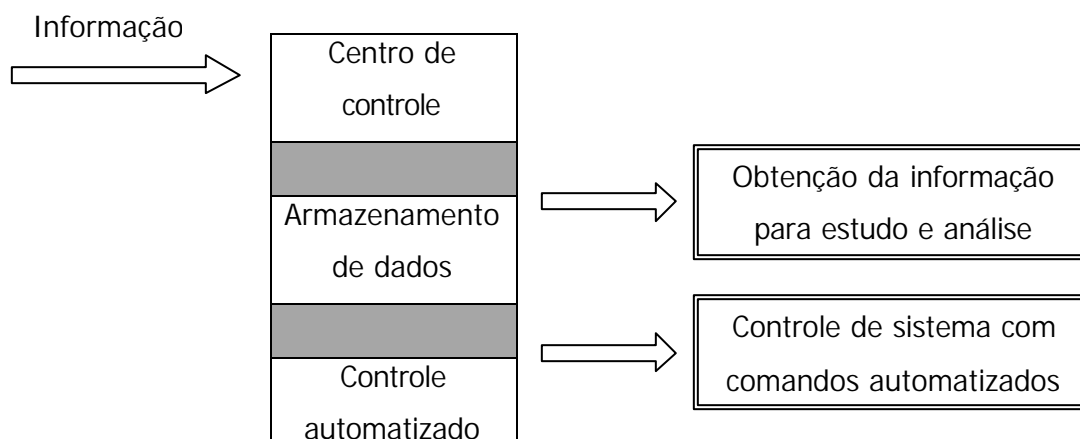 Informação
Centro de
controle
Armazenamento
de dados
Controle
automatizado
Obtenção da informação
para estudo e análise
Controle de sistema com
comandos automatizados